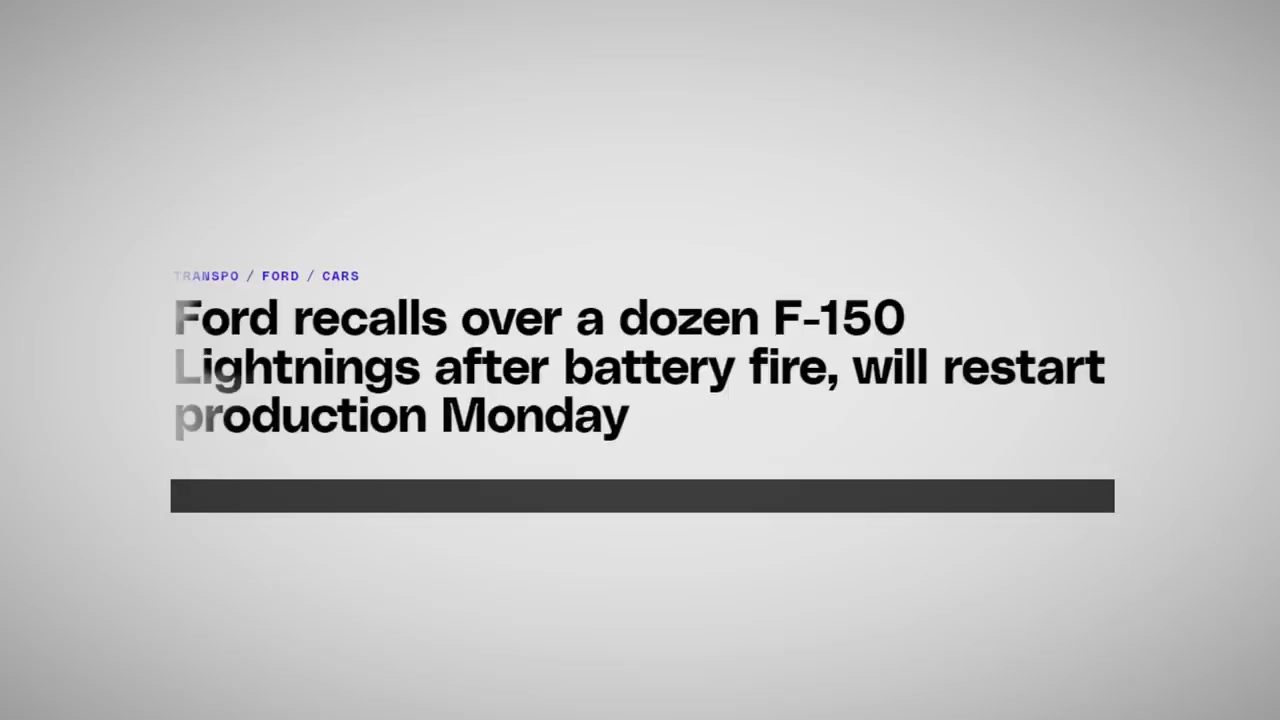 TRANSPO / FORD / CARS
Ford recalls over a dozen F-150
Lightnings after battery fire, will restart
production Monday